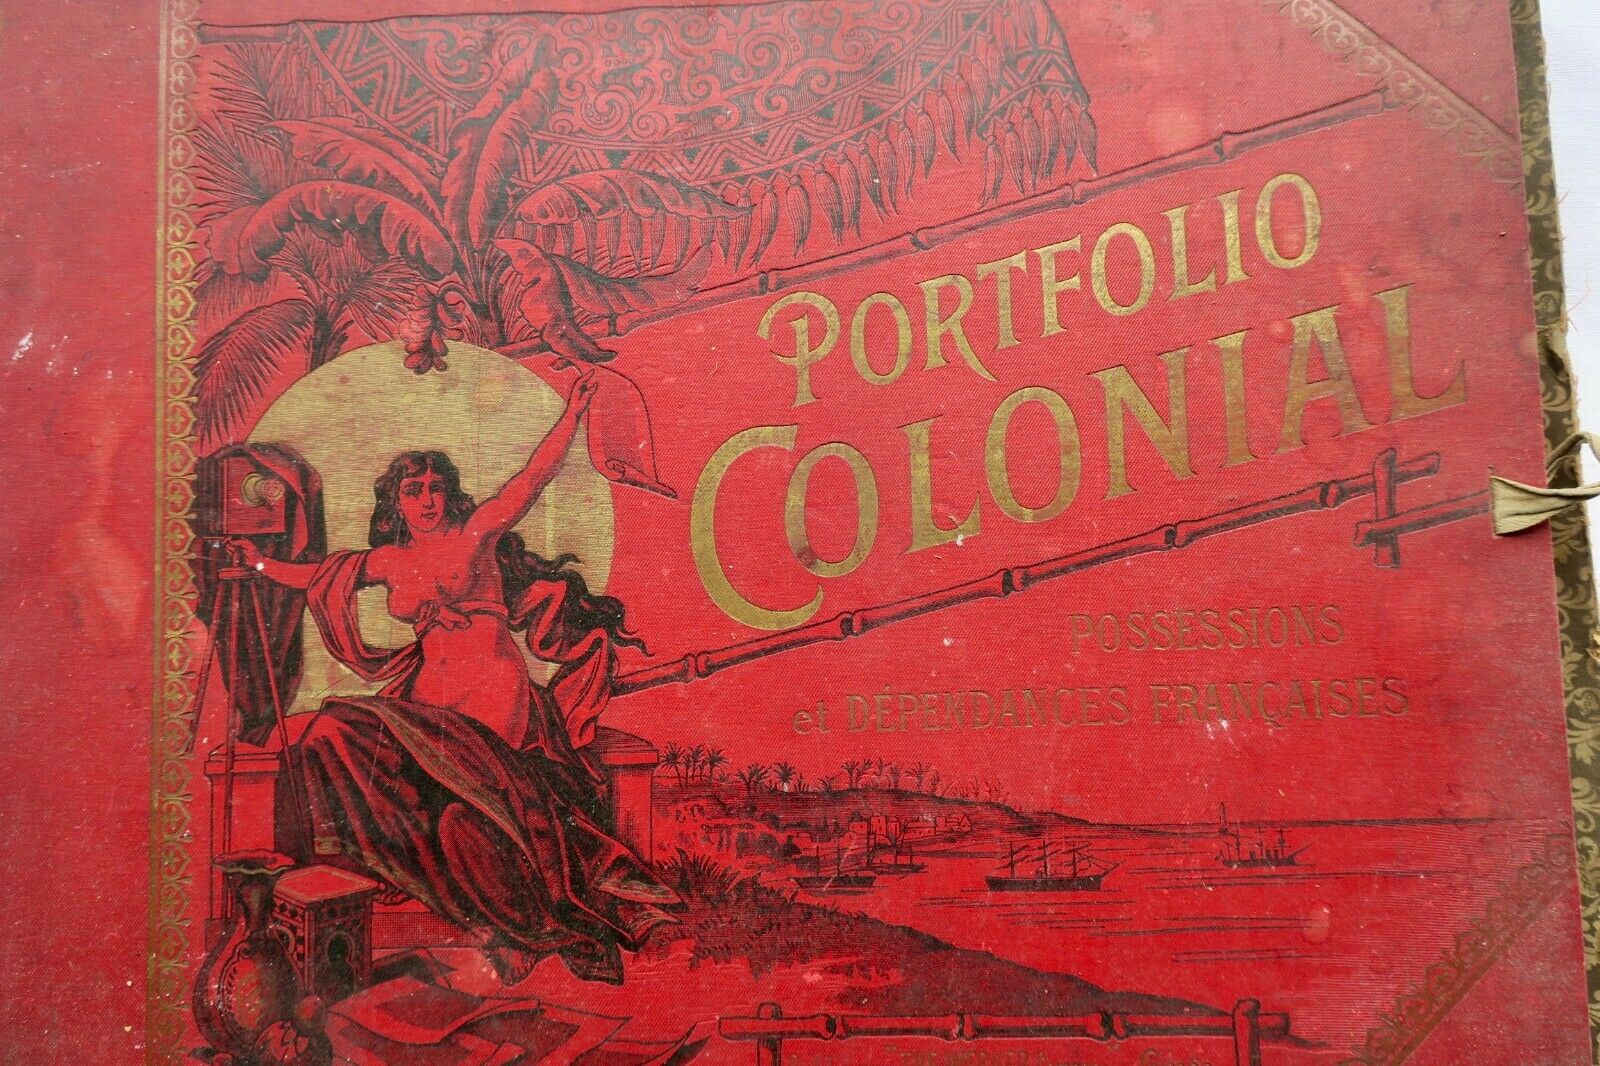 PORTFOLIO
COLONIAL
POSSESSIONS
et DÉPENDANCES FRANÇAISES